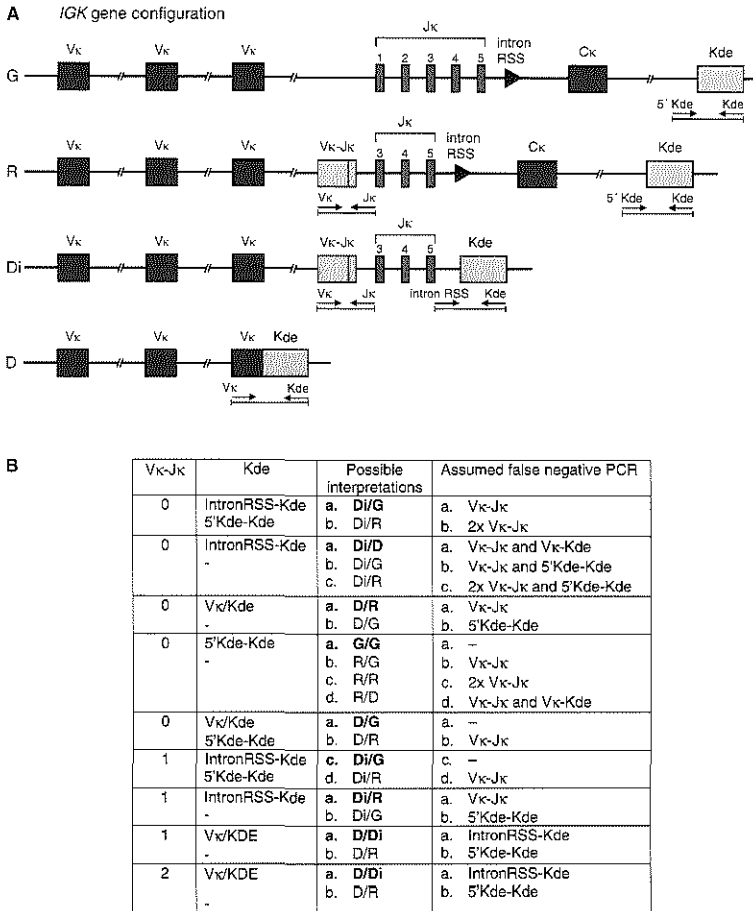 A IGK gene configuration
Vκ Vκ Vκ Jκ intron RSS Cκ Kde
1 2 3 4 5
G
5´ Kde Kde
Vκ Vκ Vκ Vκ-Jκ Jκ intron RSS Cκ Kde
3 4 5
R
Vκ Jκ 5´ Kde Kde
Vκ Vκ Vκ Vκ-Jκ Jκ Kde
3 4 5
Di
Vκ Jκ intron RSS Kde
Vκ Vκ Vκ Kde
D
Vκ Kde
B
Vκ-Jκ Kde Possible interpretations Assumed false negative PCR
0 IntronRSS-Kde a. Di/G a. Vκ-Jκ
5'Kde-Kde b. Di/R b. 2x Vκ-Jκ
0 IntronRSS-Kde a. Di/D a. Vκ-Jκ and Vκ-Kde
- b. Di/G b. Vκ-Jκ and 5'Kde-Kde
c. Di/R c. 2x Vκ-Jκ and 5'Kde-Kde
0 Vκ/Kde a. D/R a. Vκ-Jκ
- b. D/G b. 5'Kde-Kde
0 5'Kde-Kde a. G/G a. –
- b. R/G b. Vκ-Jκ
c. R/R c. 2x Vκ-Jκ
d. R/D d. Vκ-Jκ and Vκ-Kde
0 Vκ/Kde a. D/G a. –
5'Kde-Kde b. D/R b. Vκ-Jκ
1 IntronRSS-Kde c. Di/G c. –
5'Kde-Kde d. Di/R d. Vκ-Jκ
1 IntronRSS-Kde a. Di/R a. Vκ-Jκ
- b. Di/G b. 5'Kde-Kde
1 Vκ/KDE a. D/Di a. IntronRSS-Kde
- b. D/R b. 5'Kde-Kde
2 Vκ/KDE a. D/Di a. IntronRSS-Kde
- b. D/R b. 5'Kde-Kde